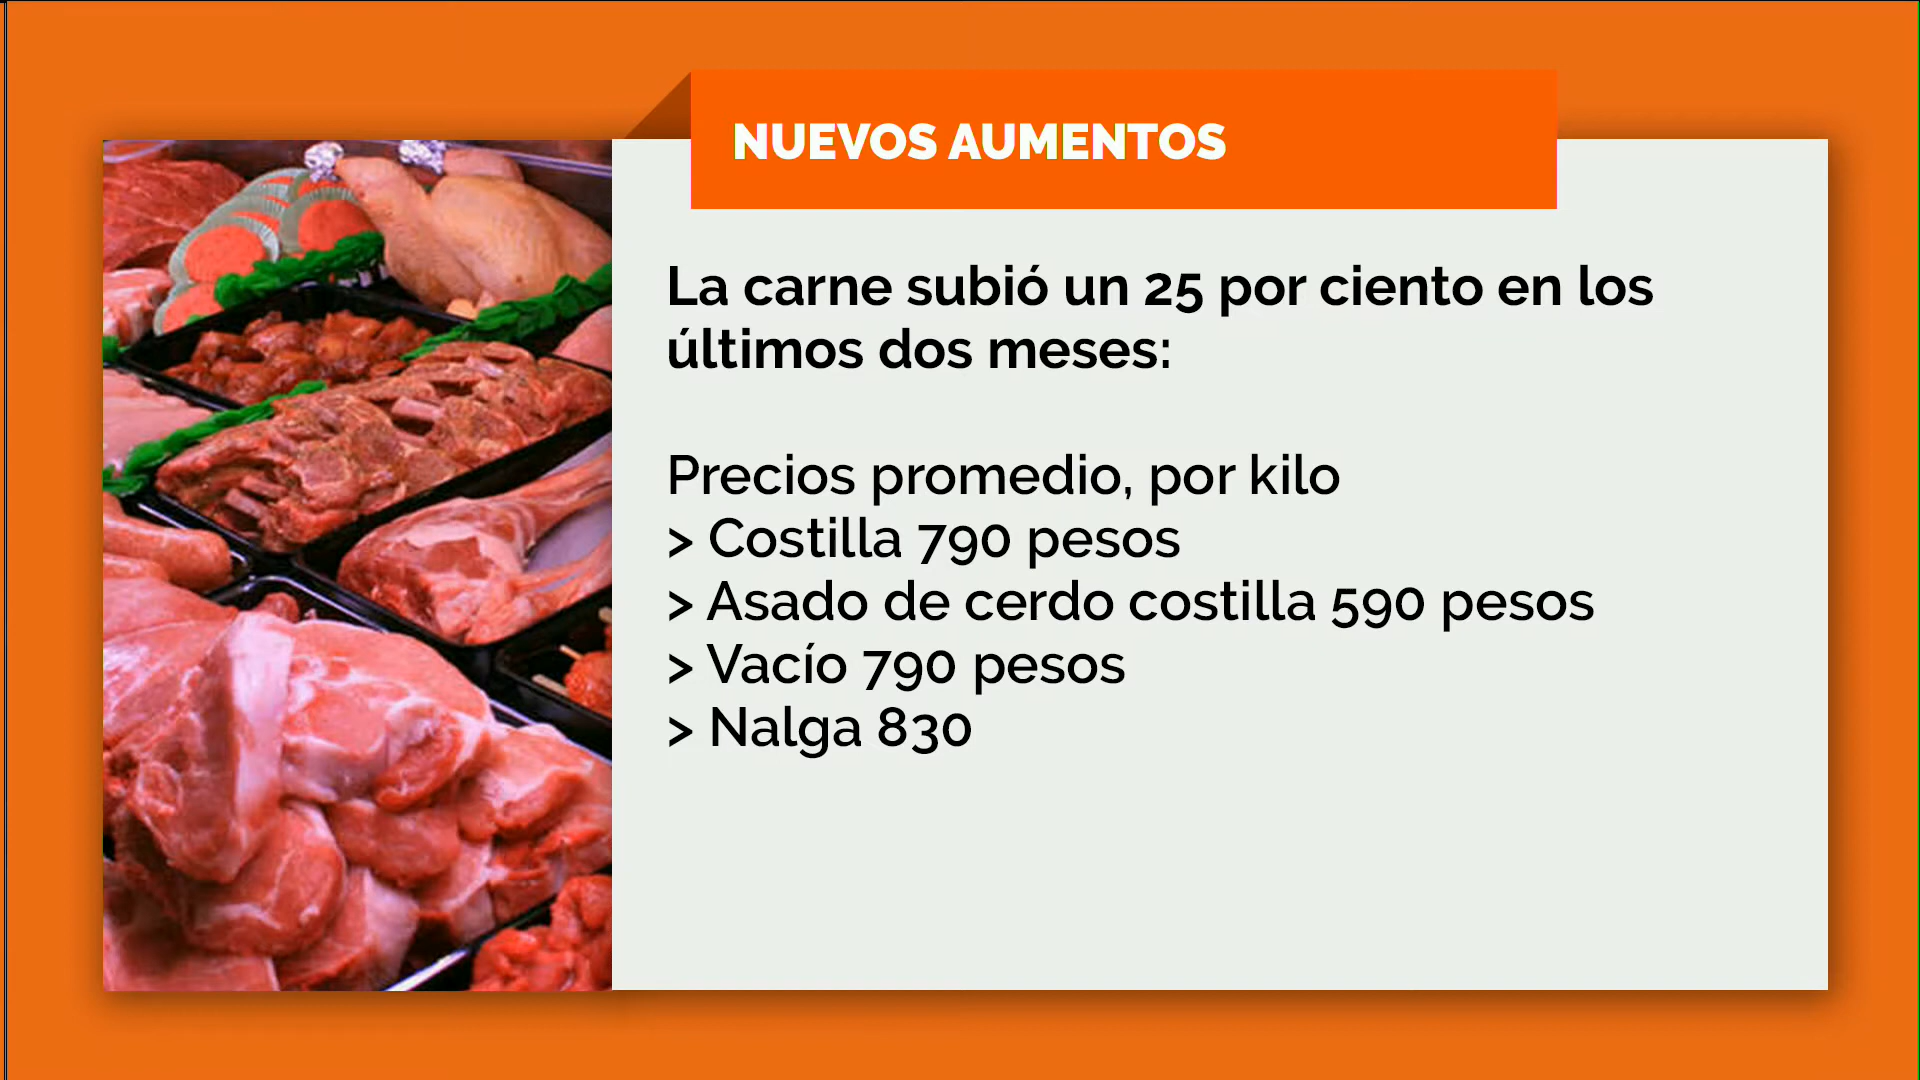 NUEVOS AUMENTOS
La carne subió un 25 por ciento en los
últimos dos meses:
Precios promedio, por kilo
> Costilla 790 pesos
> Asado de cerdo costilla 590 pesos
> Vacío 790 pesos
> Nalga 830